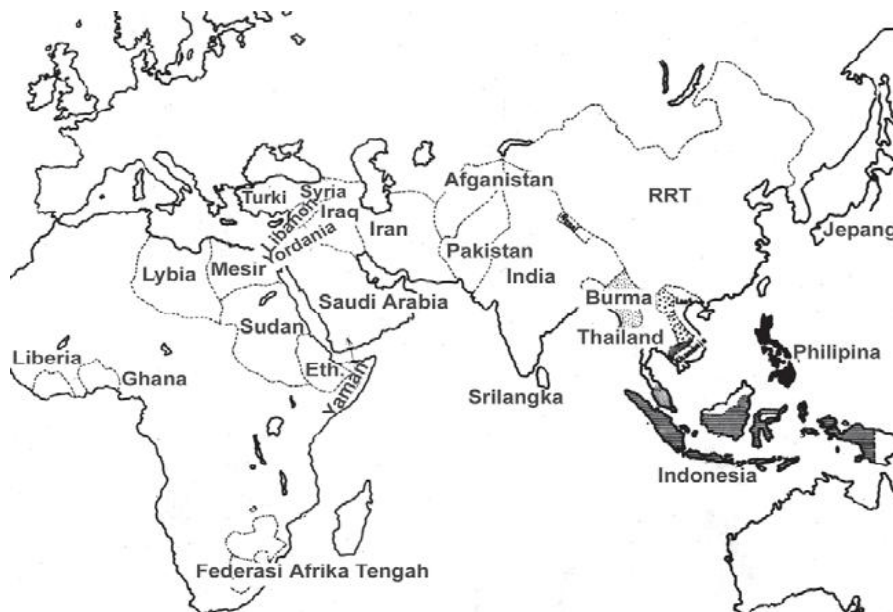 Turki
Syria
Libanon
Iraq
Yordania
Iran
Afganistan
Pakistan
India
RRT
Jepang
Lybia
Mesir
Saudi Arabia
Sudan
Eth.
Yaman
Liberia
Ghana
Burma
Thailand
Philipina
Srilangka
Indonesia
Federasi Afrika Tengah